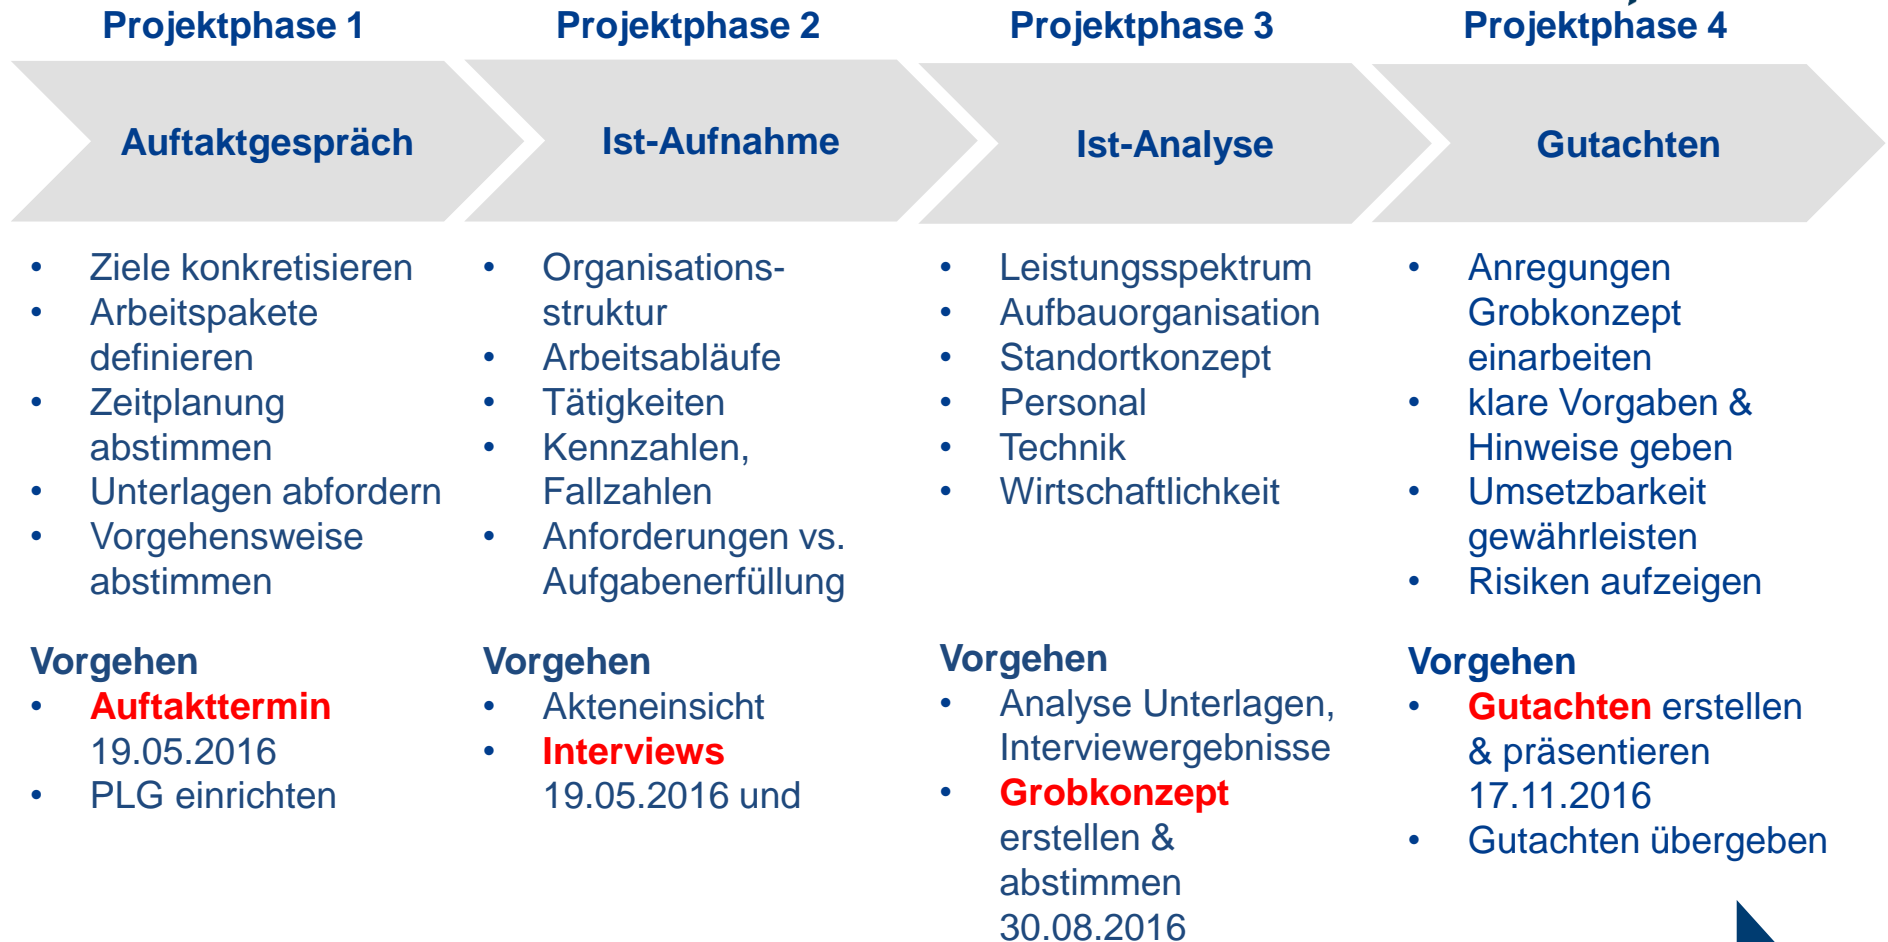 Projektphase 1
Projektphase 2
Projektphase 3
Projektphase 4
Auftaktgespräch
Ist-Aufnahme
Ist-Analyse
Gutachten
• Ziele konkretisieren
• Arbeitspakete
definieren
• Zeitplanung
abstimmen
• Unterlagen abfordern
• Vorgehensweise
abstimmen
Vorgehen
• Auftakttermin
19.05.2016
• PLG einrichten
• Organisations-
struktur
• Arbeitsabläufe
• Tätigkeiten
• Kennzahlen,
Fallzahlen
• Anforderungen vs.
Aufgabenerfüllung
Vorgehen
• Akteneinsicht
• Interviews
19.05.2016 und
• Leistungsspektrum
• Aufbauorganisation
• Standortkonzept
• Personal
• Technik
• Wirtschaftlichkeit
Vorgehen
• Analyse Unterlagen,
Interviewergebnisse
• Grobkonzept
erstellen &
abstimmen
30.08.2016
• Anregungen
Grobkonzept
einarbeiten
• klare Vorgaben &
Hinweise geben
• Umsetzbarkeit
gewährleisten
• Risiken aufzeigen
Vorgehen
• Gutachten erstellen
& präsentieren
17.11.2016
• Gutachten übergeben